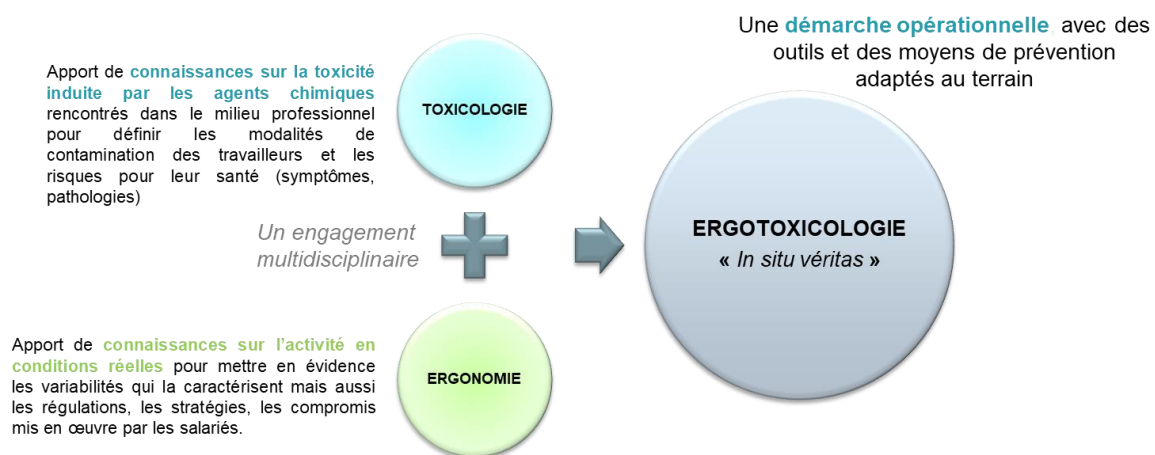 Apport de connaissances sur la toxicité
induite par les agents chimiques
rencontrés dans le milieu professionnel
pour définir les modalités de
contamination des travailleurs et les
risques pour leur santé (symptômes,
pathologies)
TOXICOLOGIE
Un engagement
multidisciplinaire
Apport de connaissances sur l'activité en
conditions réelles pour mettre en évidence
les variabilités qui la caractérisent mais aussi
les régulations, les stratégies, les compromis
mis en œuvre par les salariés.
ERGONOMIE
Une démarche opérationnelle avec des
outils et des moyens de prévention
adaptés au terrain
ERGOTOXICOLOGIE
« In situ véritas »